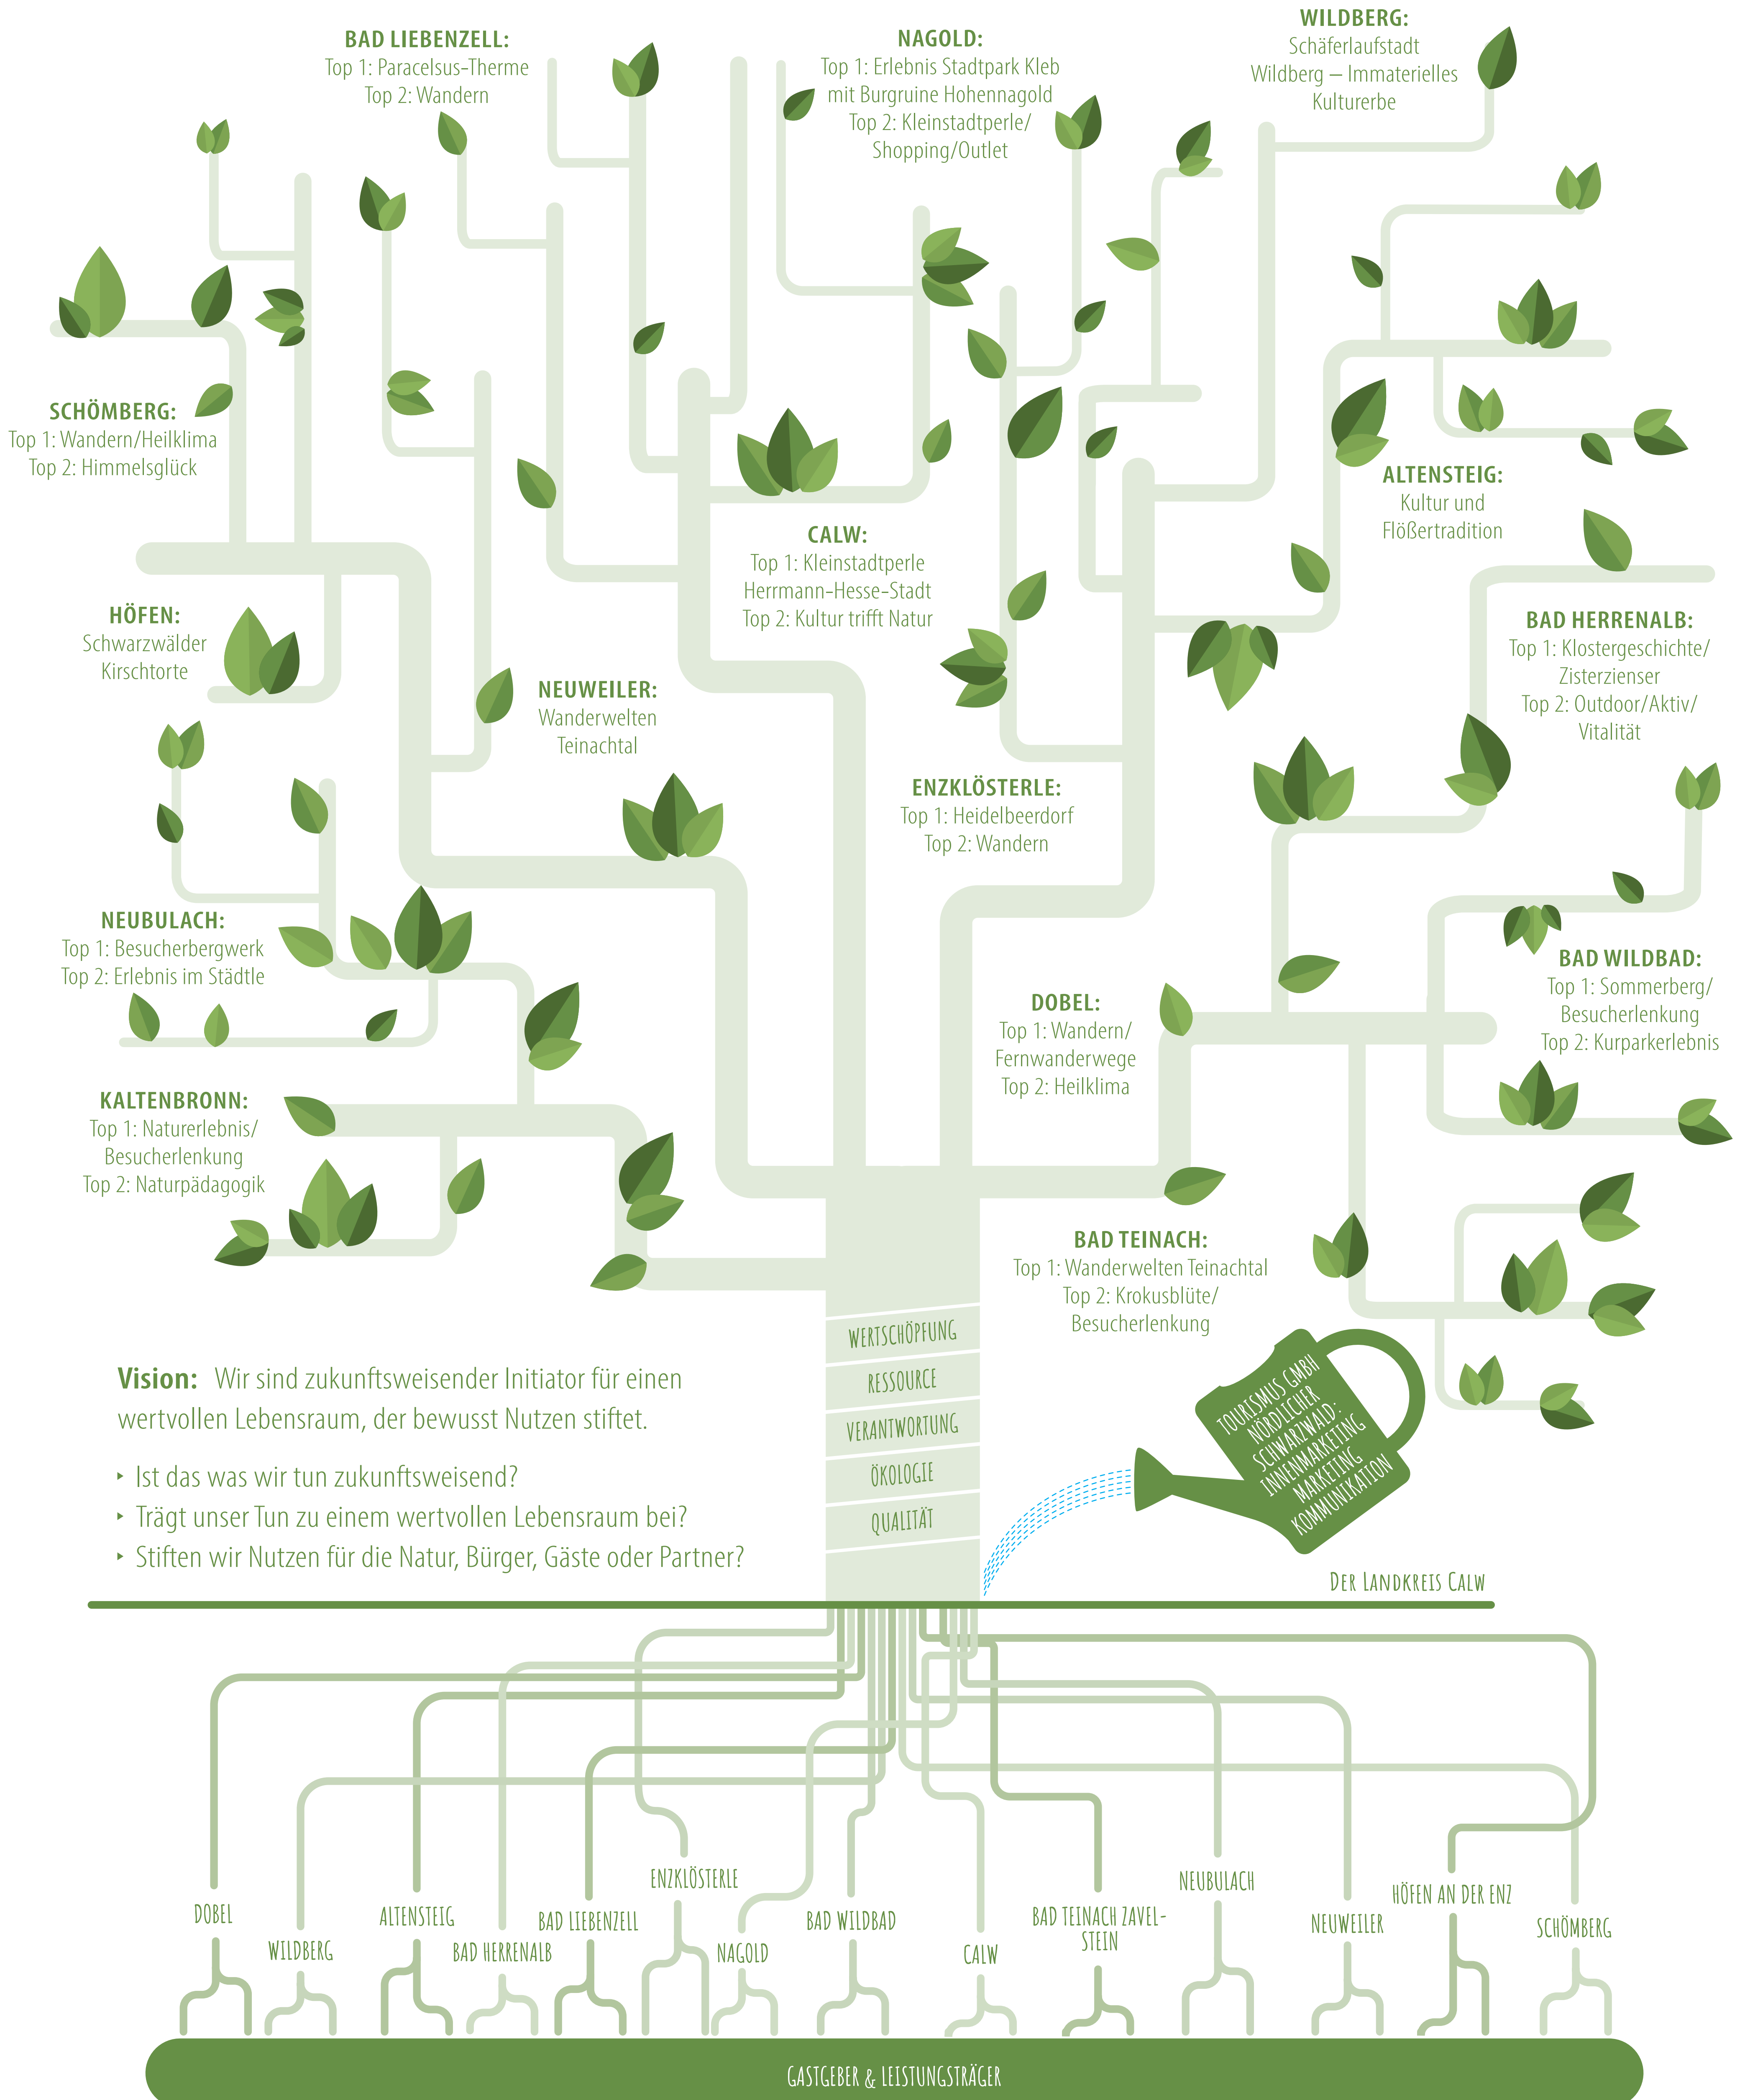 BAD LIEBENZELL:
Top 1: Paracelsus-Therme
Top 2: Wandern
NAGOLD:
Top 1: Erlebnis Stadtpark Kleb
mit Burgruine Hohennagold
Top 2: Kleinstadtperle/
Shopping/Outlet
WILDBERG:
Schäferlaufstadt
Wildberg – Immaterielles
Kulturerbe
SCHÖMBERG:
Top 1: Wandern/Heilklima
Top 2: Himmelsglück
ALTENSTEIG:
Kultur und
Flößertradition
CALW:
Top 1: Kleinstadtperle
Herrmann-Hesse-Stadt
Top 2: Kultur trifft Natur
HÖFEN:
Schwarzwälder
Kirschtorte
BAD HERRENALB:
Top 1: Klostergeschichte/
Zisterzienser
Top 2: Outdoor/Aktiv/
Vitalität
NEUWEILER:
Wanderwelten
Teinachtal
ENZKLÖSTERLE:
Top 1: Heidelbeerdorf
Top 2: Wandern
NEUBULACH:
Top 1: Besucherbergwerk
Top 2: Erlebnis im Städtle
BAD WILDBAD:
Top 1: Sommerberg/
Besucherlenkung
Top 2: Kurparkerlebnis
DOBEL:
Top 1: Wandern/
Fernwanderwege
Top 2: Heilklima
KALTENBRONN:
Top 1: Naturerlebnis/
Besucherlenkung
Top 2: Naturpädagogik
BAD TEINACH:
Top 1: Wanderwelten Teinachtal
Top 2: Krokusblüte/
Besucherlenkung
WERTSCHÖPFUNG
RESSOURCE
VERANTWORTUNG
ÖKOLOGIE
QUALITÄT
Vision: Wir sind zukunftsweisender Initiator für einen
wertvollen Lebensraum, der bewusst Nutzen stiftet.
‣ Ist das was wir tun zukunftsweisend?
‣ Trägt unser Tun zu einem wertvollen Lebensraum bei?
‣ Stiften wir Nutzen für die Natur, Bürger, Gäste oder Partner?
TOURISMUS GMBH
NÖRDLICHER
SCHWARZWALD:
INNENMARKETING
MARKETING
KOMMUNIKATION
DER LANDKREIS CALW
DOBEL
WILDBERG
ALTENSTEIG
BAD HERRENALB
BAD LIEBENZELL
ENZKLÖSTERLE
NAGOLD
BAD WILDBAD
CALW
BAD TEINACH ZAVEL-
STEIN
NEUBULACH
NEUWEILER
HÖFEN AN DER ENZ
SCHÖMBERG
GASTGEBER & LEISTUNGSTRÄGER